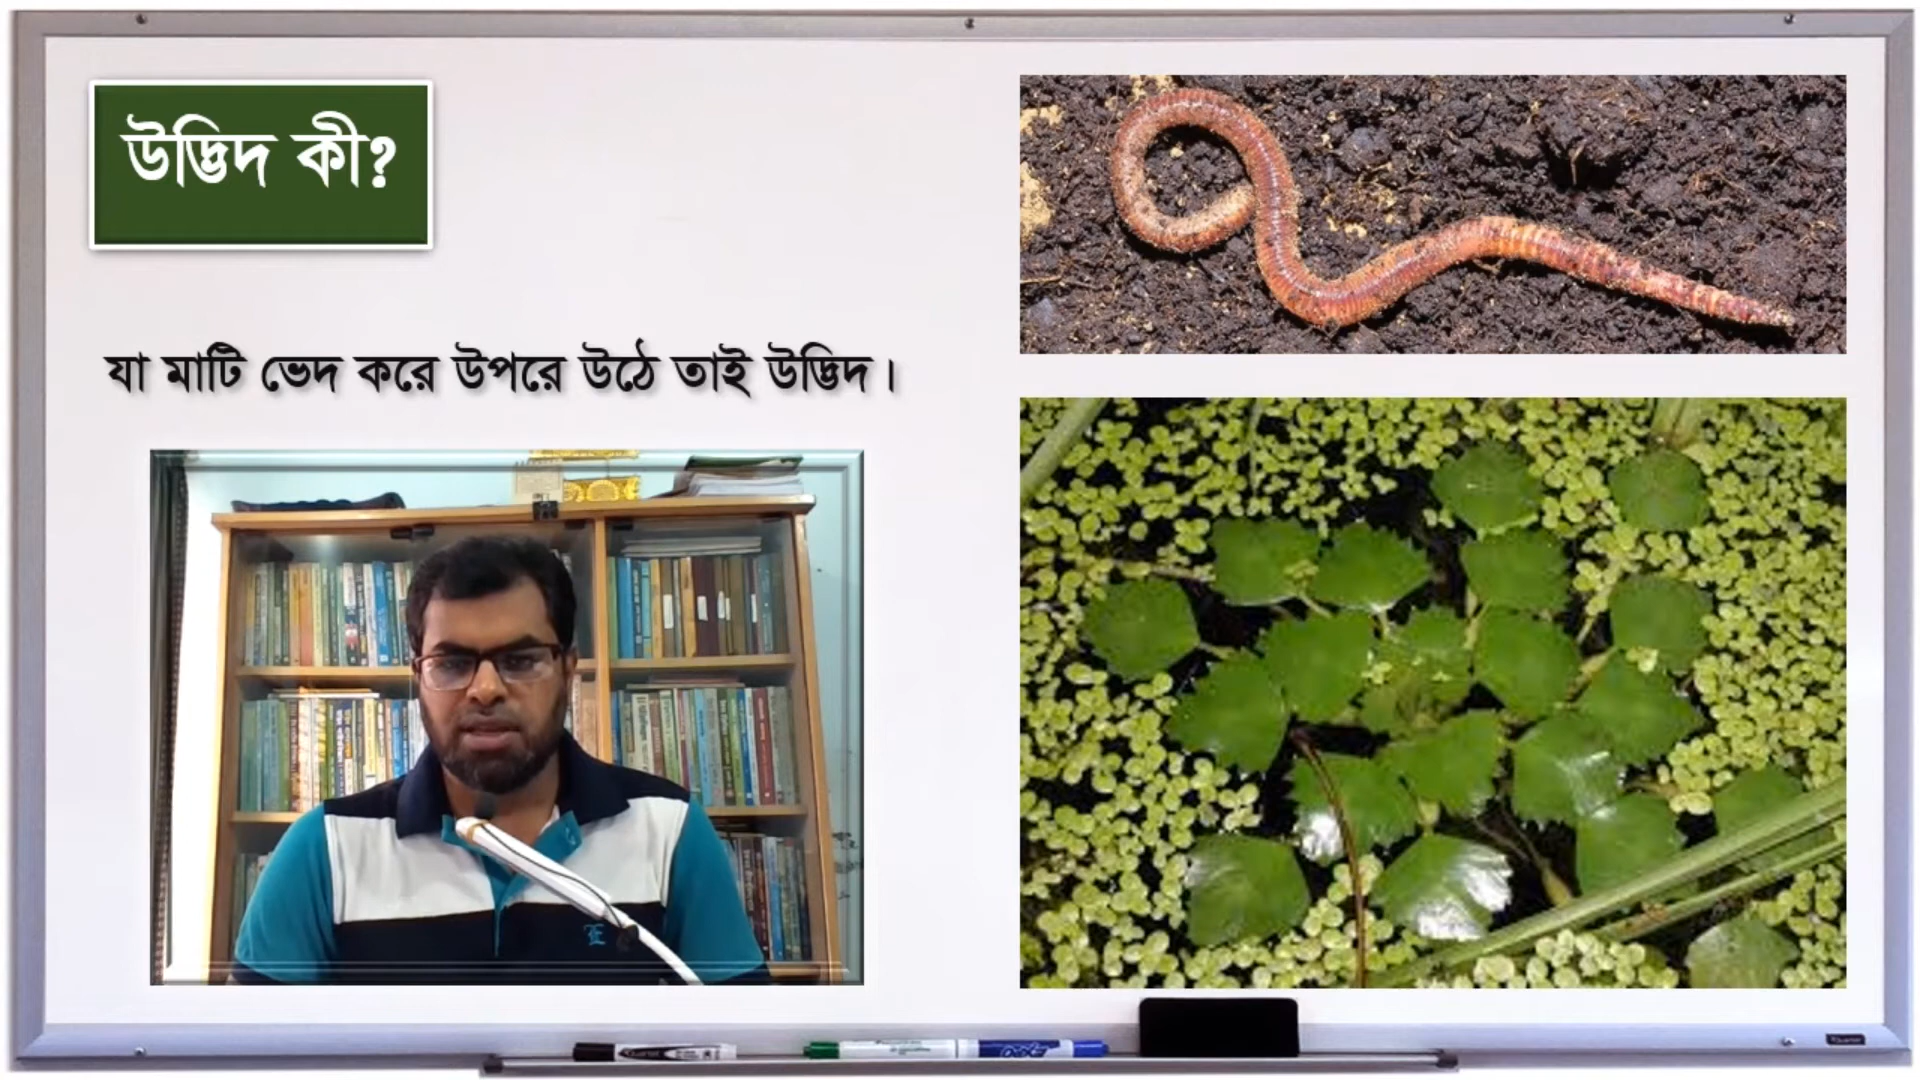 উদ্ভিদ কী?
যা মাটি ভেদ করে উপরে উঠে তাই উদ্ভিদ।